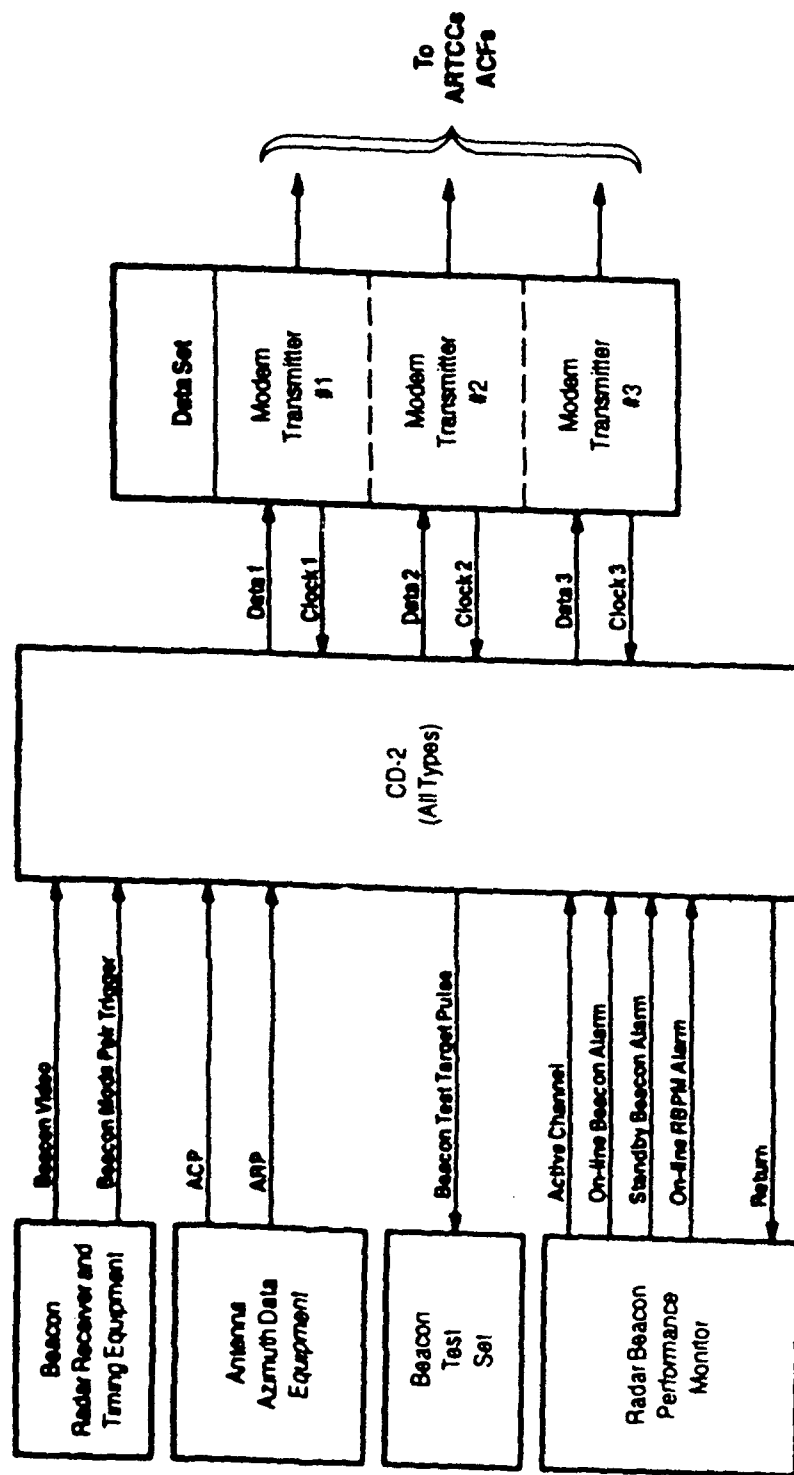 Beacon
Radar Receiver and
Timing Equipment
Beacon Video
Beacon Mode Pair Trigger
Antenna
Azimuth Data
Equipment
ACP
ARP
Beacon
Test
Set
Beacon Test Target Pulse
Radar Beacon
Performance
Monitor
Active Channel
On-line Beacon Alarm
Standby Beacon Alarm
On-line RBPM Alarm
Return
CD-2
(All Types)
Data 1
Clock 1
Data 2
Clock 2
Data 3
Clock 3
Data Set
Modem
Transmitter
#1
Modem
Transmitter
#2
Modem
Transmitter
#3
To
ARTCCs
ACFs